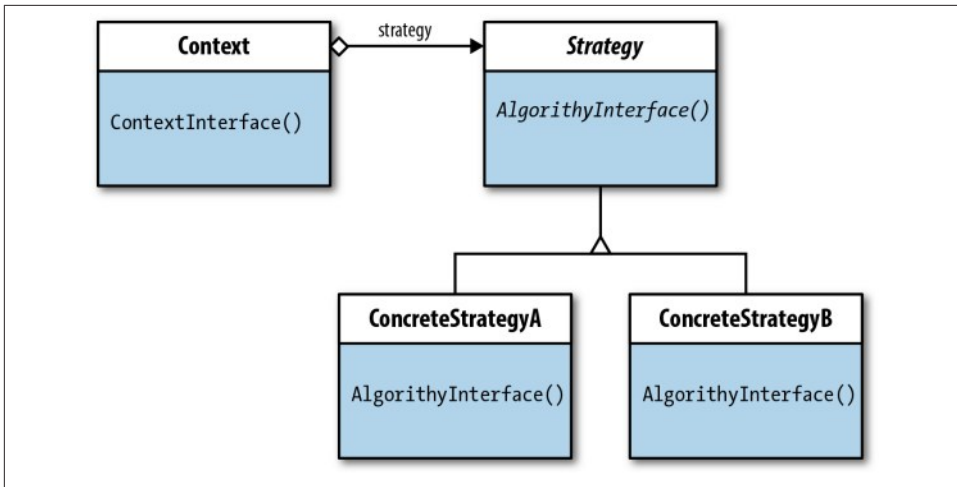 Context
strategy
Strategy
ContextInterface()
AlgorithyInterface()
ConcreteStrategyA
ConcreteStrategyB
AlgorithyInterface()
AlgorithyInterface()